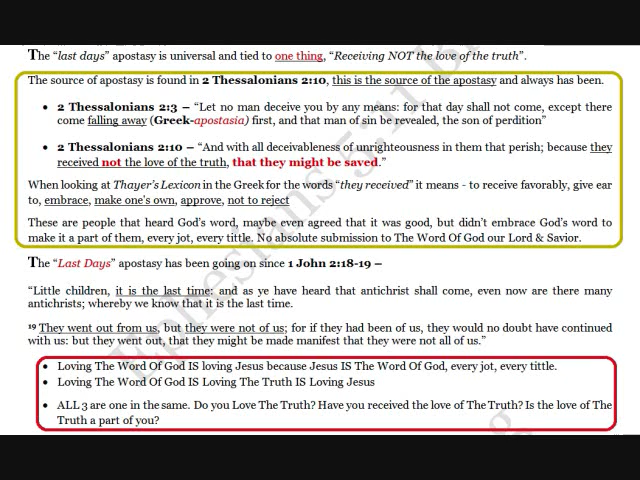 The "last days" apostasy is universal and tied to one thing, "Receiving NOT the love of the truth".
The source of apostasy is found in 2 Thessalonians 2:10, this is the source of the apostasy and always has been.
• 2 Thessalonians 2:3 – "Let no man deceive you by any means: for that day shall not come, except there
come falling away (Greek-apostasia) first, and that man of sin be revealed, the son of perdition"
• 2 Thessalonians 2:10 – "And with all deceivableness of unrighteousness in them that perish; because they
received not the love of the truth, that they might be saved."
When looking at Thayer's Lexicon in the Greek for the words "they received" it means - to receive favorably, give ear
to, embrace, make one's own, approve, not to reject
These are people that heard God's word, maybe even agreed that it was good, but didn't embrace God's word to
make it a part of them, every jot, every tittle. No absolute submission to The Word Of God our Lord & Savior.
The "Last Days" apostasy has been going on since 1 John 2:18-19 –
"Little children, it is the last time: and as ye have heard that antichrist shall come, even now are there many
antichrists; whereby we know that it is the last time.
19 They went out from us, but they were not of us; for if they had been of us, they would no doubt have continued
with us: but they went out, that they might be made manifest that they were not all of us."
• Loving The Word Of God IS loving Jesus because Jesus IS The Word Of God, every jot, every tittle.
• Loving The Word Of God IS Loving The Truth IS Loving Jesus
• ALL 3 are one in the same. Do you Love The Truth? Have you received the love of The Truth? Is the love of The
Truth a part of you?
Ephesians 5:11